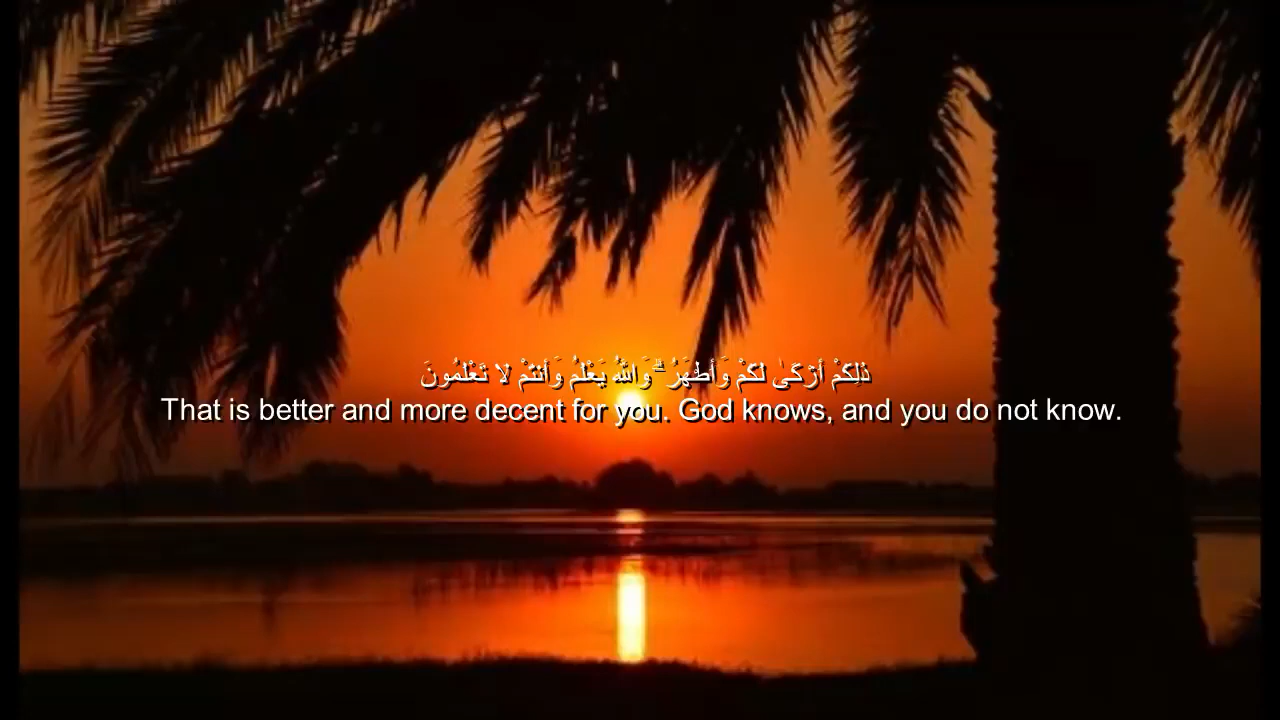 ذَٰلِكُمْ أَزْكَىٰ لَكُمْ وَأَطْهَرُ ۗ وَاللَّهُ يَعْلَمُ وَأَنتُمْ لَا تَعْلَمُونَ
That is better and more decent for you. God knows, and you do not know.